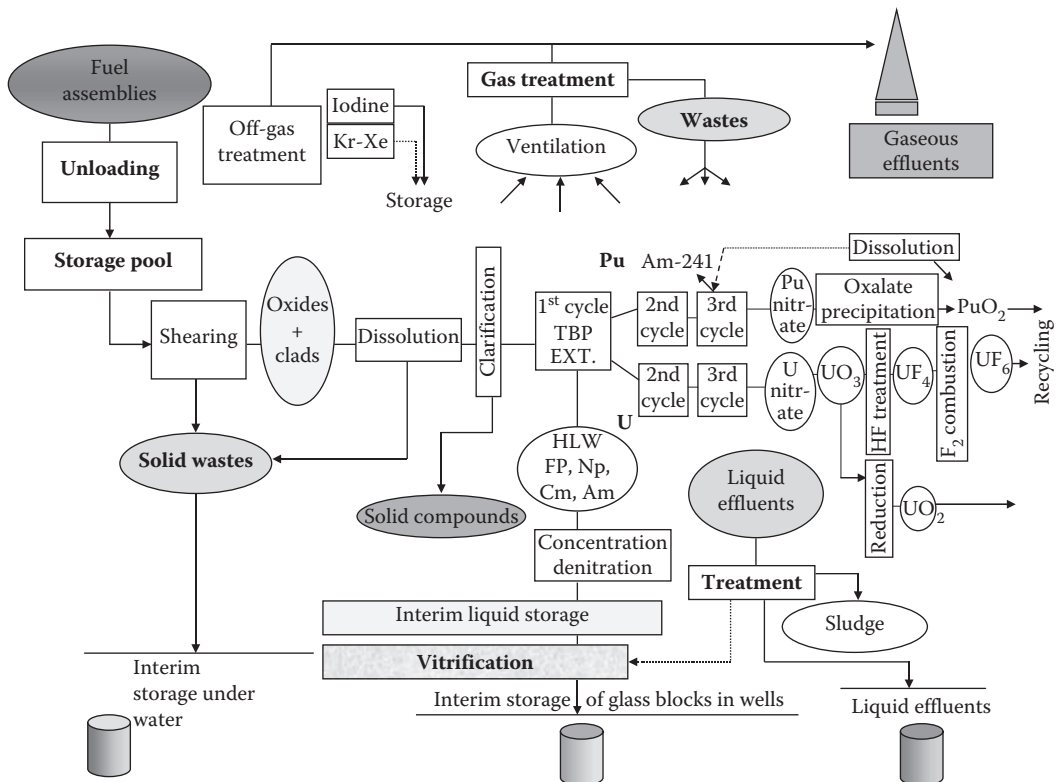 Fuel
assemblies
Unloading
Storage pool
Off-gas
treatment
Iodine
Kr-Xe
Storage
Gas treatment
Ventilation
Wastes
Gaseous
effluents
Shearing
Oxides
+
clads
Dissolution
Clarification
1st cycle
TBP
EXT.
Pu
Am-241
2nd
cycle
3rd
cycle
Pu
nitr-
ate
Dissolution
Oxalate
precipitation
PuO2
U
2nd
cycle
3rd
cycle
U
nitr-
ate
UO3
HF treatment
UF4
F2 combustion
UF6
Recycling
Reduction
UO2
Solid wastes
Solid compounds
HLW
FP, Np,
Cm, Am
Concentration
denitration
Interim liquid storage
Vitrification
Liquid
effluents
Treatment
Sludge
Interim
storage under
water
Interim storage of glass blocks in wells
Liquid effluents